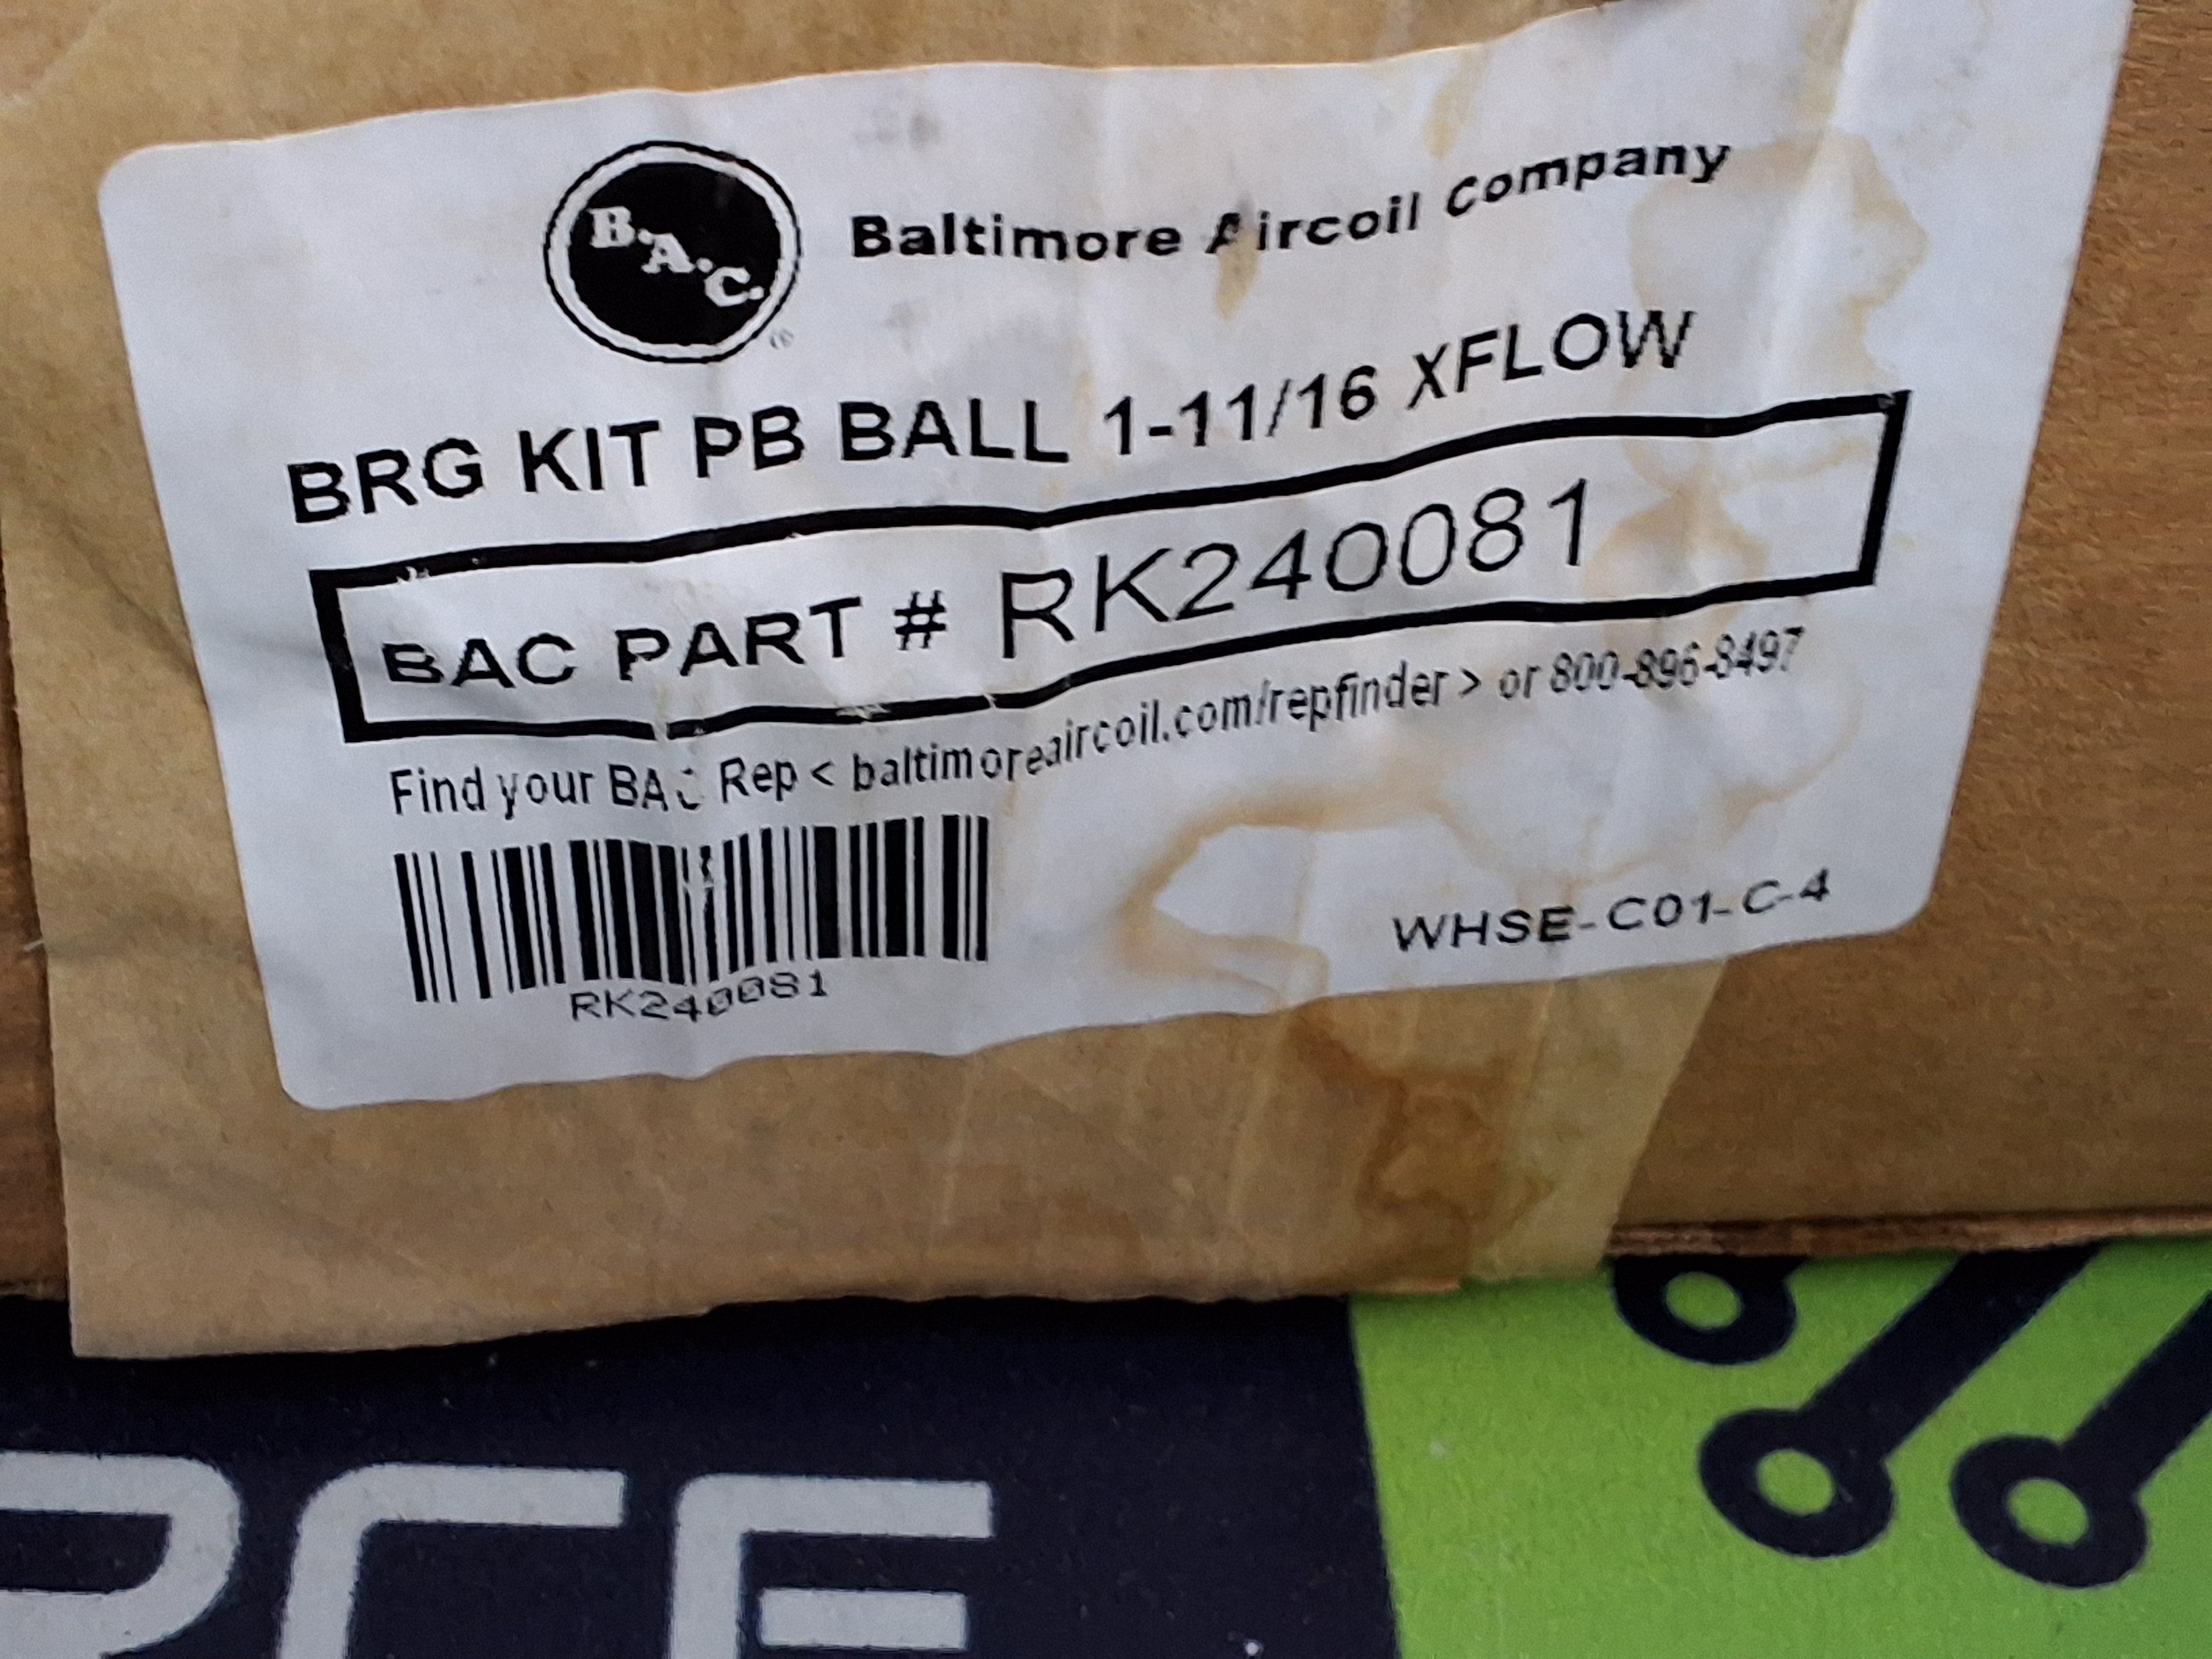 B.A.C.
®
Baltimore Aircoil Company
BRG KIT PB BALL 1-11/16 XFLOW
BAC PART # RK240081
Find your BAC Rep < baltimoreaircoil.com/repfinder > or 800-896-8497
RK240081
WHSE-C01-C-4
RCE